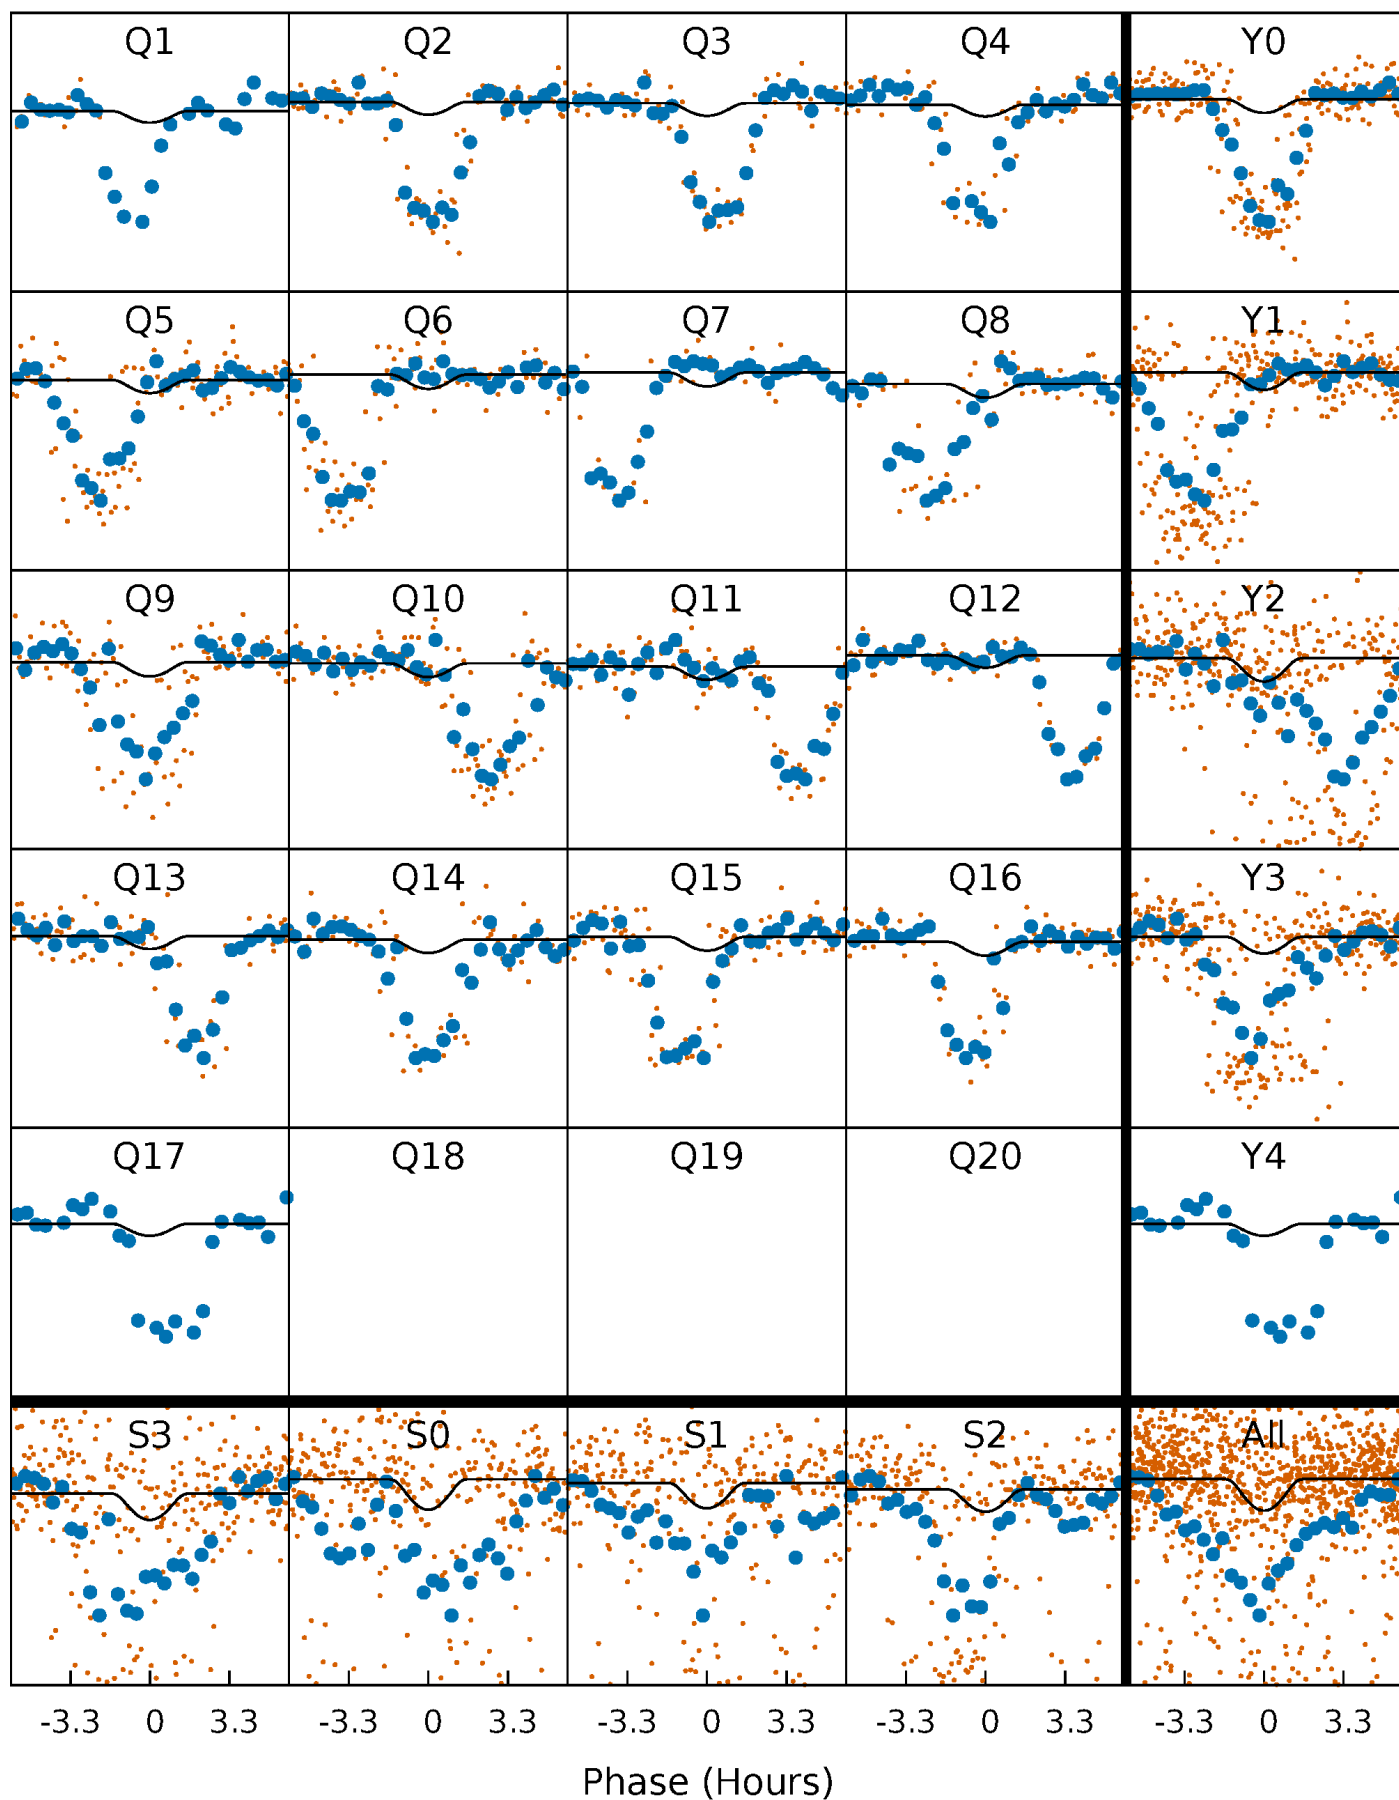 Q1 Q2 Q3 Q4 Y0
Q5 Q6 Q7 Q8 Y1
Q9 Q10 Q11 Q12 Y2
Q13 Q14 Q15 Q16 Y3
Q17 Q18 Q19 Q20 Y4
S3 S0 S1 S2 All
-3.3 0 3.3 -3.3 0 3.3 -3.3 0 3.3 -3.3 0 3.3 -3.3 0 3.3
Phase (Hours)